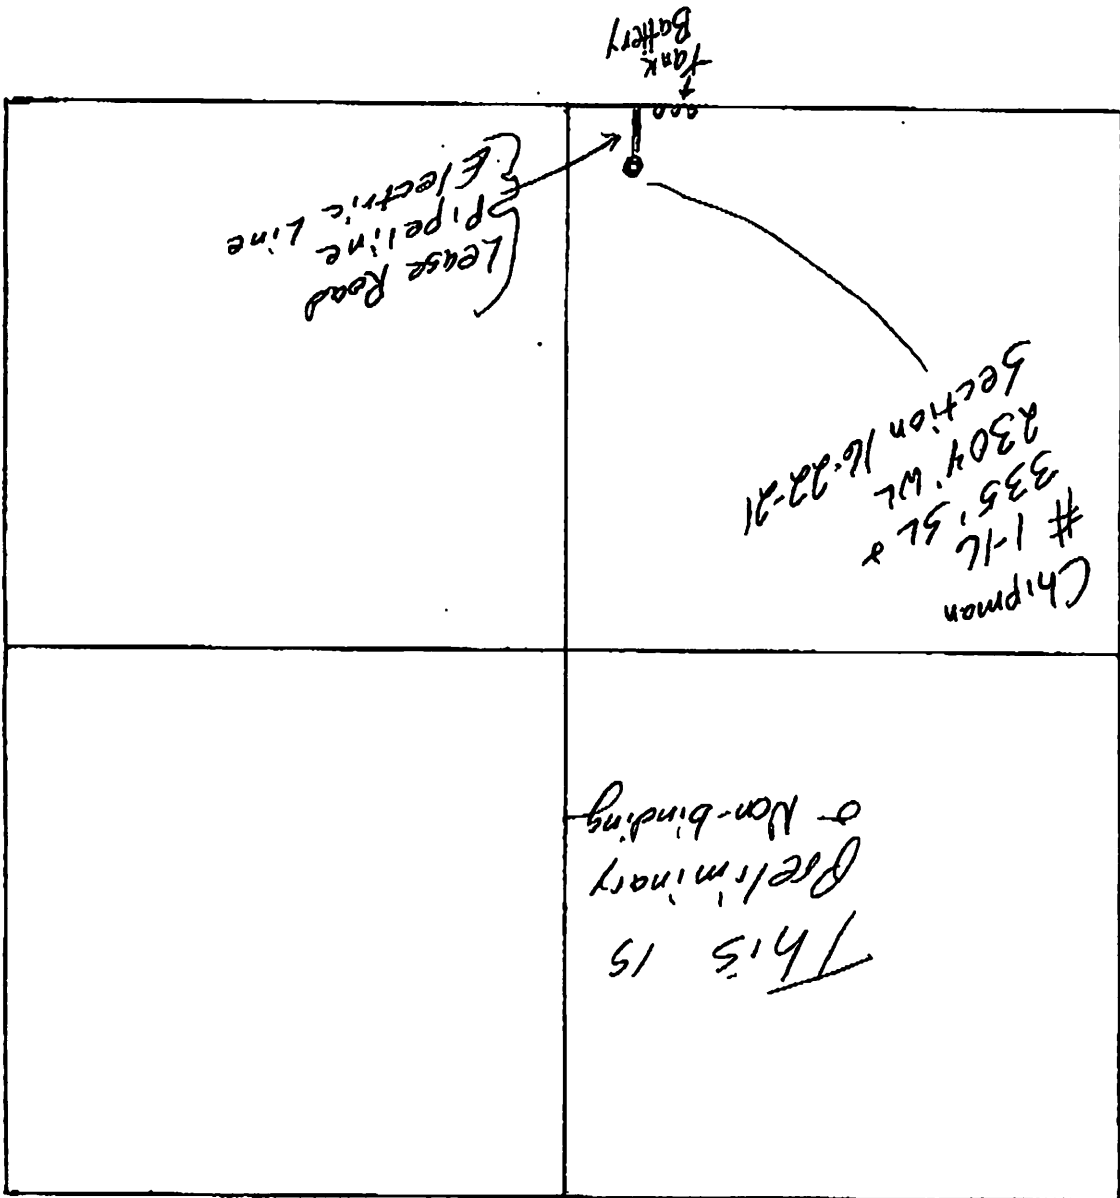 This is
Preliminary
& Non-binding
Chipman
# 1-16
335' SL &
2304' WL
Section 16-22-21
Lease Road
Pipeline
Electric Line
Tank
Battery